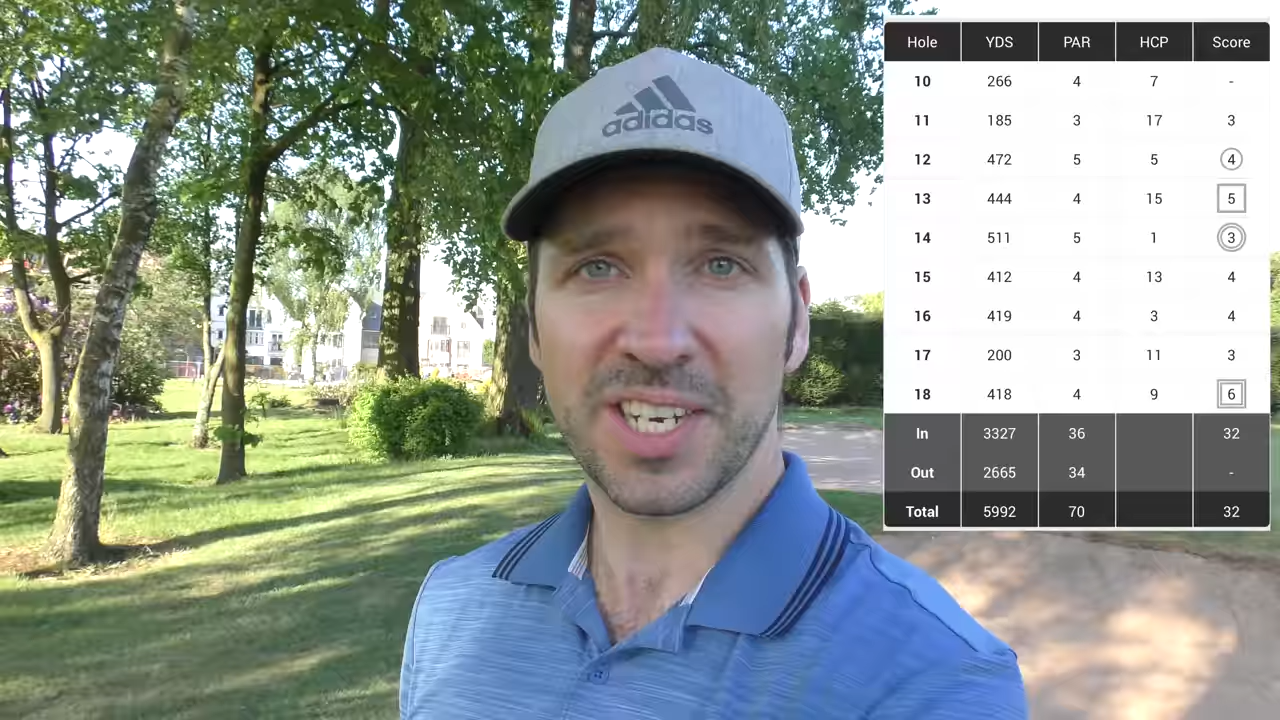 adidas
Hole YDS PAR HCP Score
10 266 4 7 -
11 185 3 17 3
12 472 5 5 4
13 444 4 15 5
14 511 5 1 3
15 412 4 13 4
16 419 4 3 4
17 200 3 11 3
18 418 4 9 6
In 3327 36 32
Out 2665 34 -
Total 5992 70 32